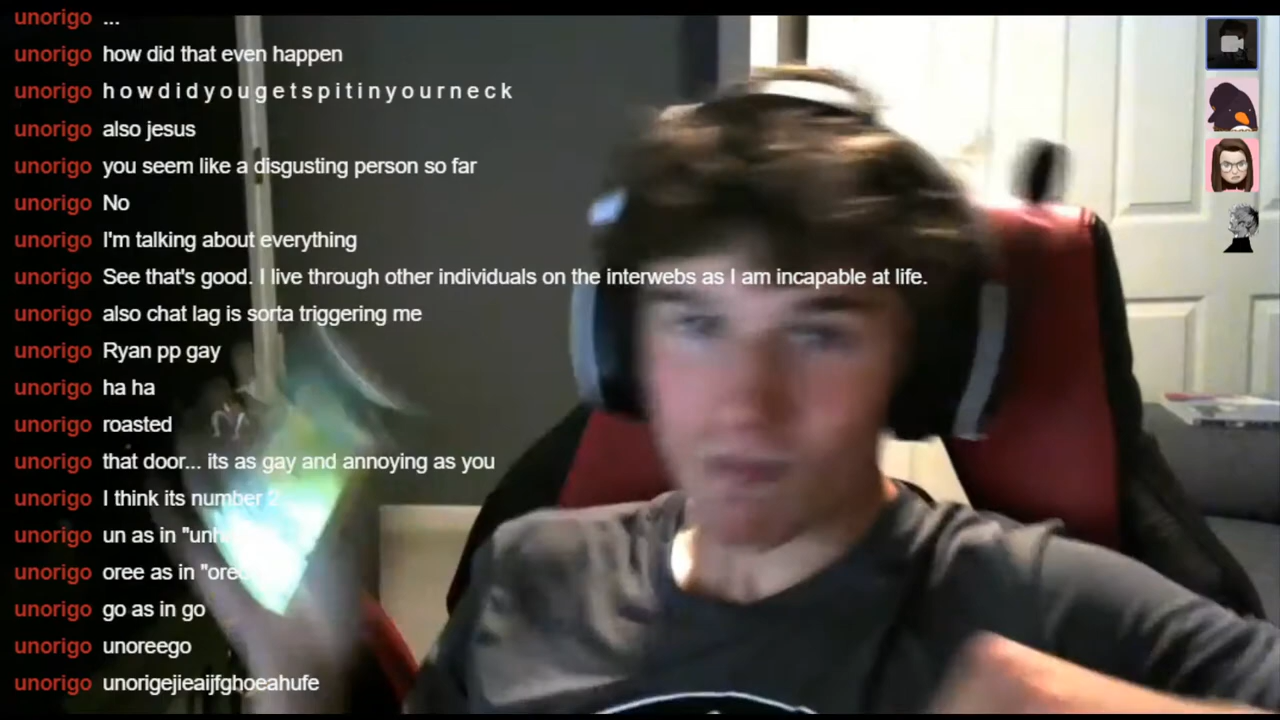 unorigo ...
unorigo how did that even happen
unorigo h o w d i d y o u g e t s p i t i n y o u r n e c k
unorigo also jesus
unorigo you seem like a disgusting person so far
unorigo No
unorigo I'm talking about everything
unorigo See that's good. I live through other individuals on the interwebs as I am incapable at life.
unorigo also chat lag is sorta triggering me
unorigo Ryan pp gay
unorigo ha ha
unorigo roasted
unorigo that door... its as gay and annoying as you
unorigo I think its number 2
unorigo un as in
unorigo oree as in
unorigo go as in go
unorigo unoreego
unorigo unorigejieaijfghoeahufe